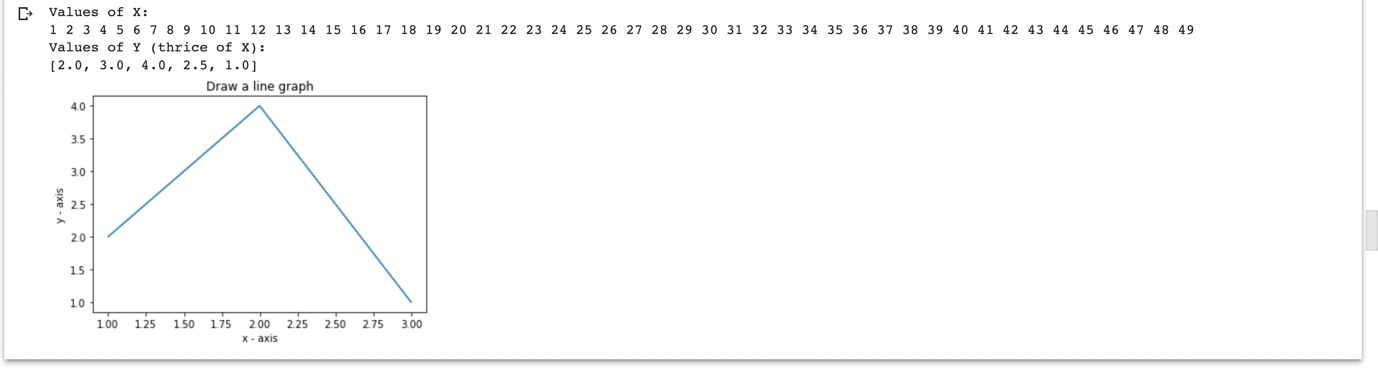 Values of X:
1 2 3 4 5 6 7 8 9 10 11 12 13 14 15 16 17 18 19 20 21 22 23 24 25 26 27 28 29 30 31 32 33 34 35 36 37 38 39 40 41 42 43 44 45 46 47 48 49
Values of Y (thrice of X):
[2.0, 3.0, 4.0, 2.5, 1.0]
Draw a line graph
4.0
3.5
3.0
2.5
2.0
1.5
1.0
y - axis
1.00 1.25 1.50 1.75 2.00 2.25 2.50 2.75 3.00
x - axis